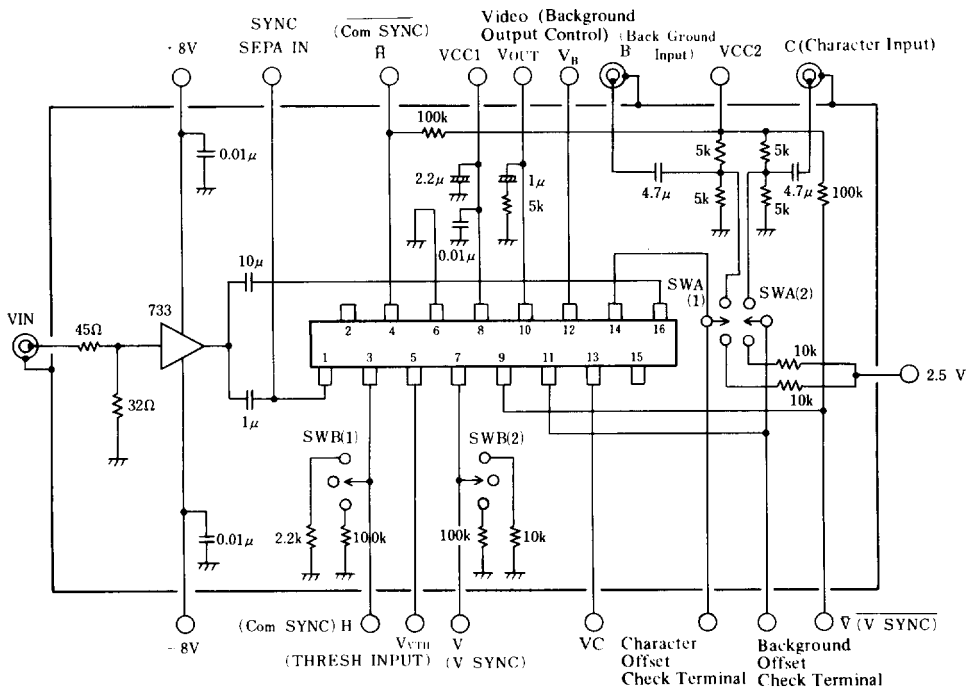 SYNC
SEPA IN
(Com SYNC)
H
Video (Background
Output Control)
(Back Ground
Input)
B
C (Character Input)
8V
VCC1
VOUT
VB
VCC2
0.01μ
100k
2.2μ
0.01μ
1μ
5k
4.7μ
5k
5k
5k
5k
4.7μ
100k
10μ
733
VIN
45Ω
32Ω
1μ
2
4
6
8
10
12
14
16
1
3
5
7
9
11
13
15
SWA
(1)
SWA(2)
10k
10k
2.5 V
SWB(1)
SWB(2)
2.2k
100k
100k
10k
0.01μ
- 8V
(Com SYNC) H
VVTH
(THRESH INPUT)
V
(V SYNC)
VC
Character
Offset
Check Terminal
Background
Offset
Check Terminal
V (V SYNC)